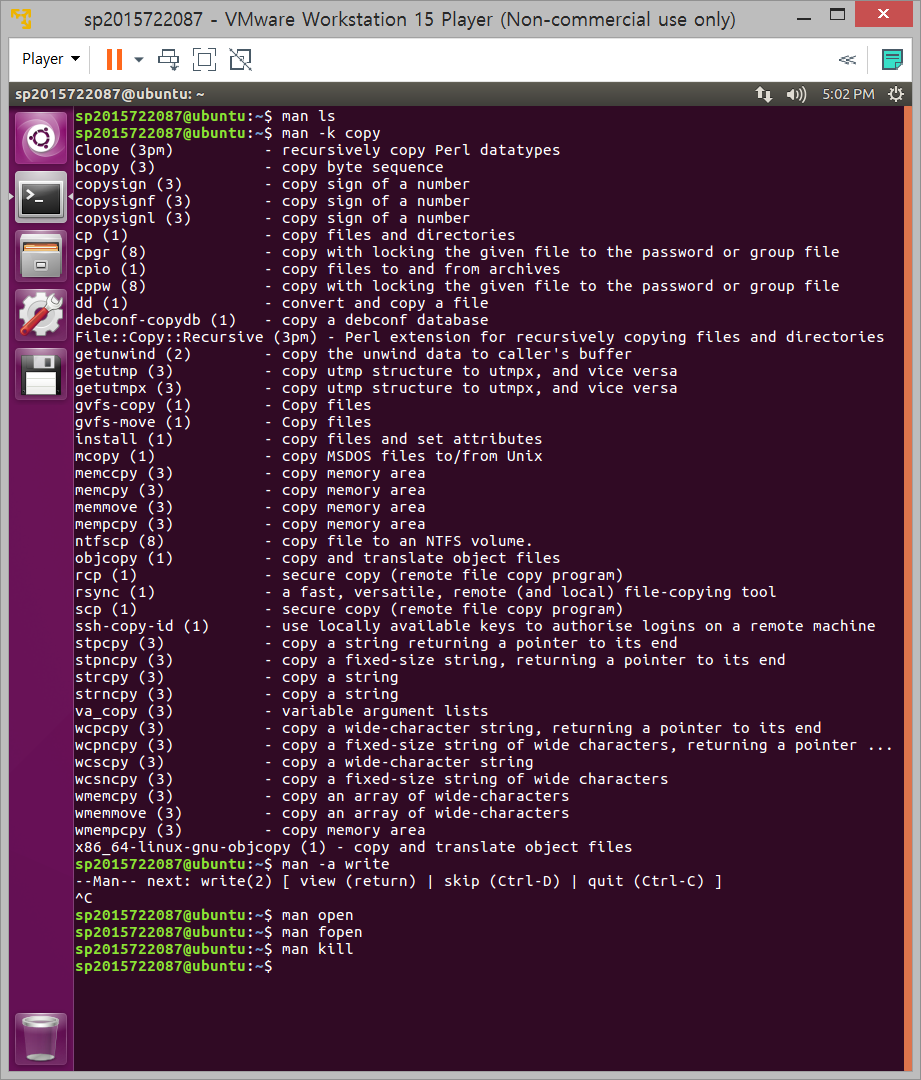 sp2015722087 - VMware Workstation 15 Player (Non-commercial use only)
Player
sp2015722087@ubuntu: ~
5:02 PM
sp2015722087@ubuntu:~$ man ls
sp2015722087@ubuntu:~$ man -k copy
Clone (3pm)          - recursively copy Perl datatypes
bcopy (3)            - copy byte sequence
copysign (3)         - copy sign of a number
copysignf (3)        - copy sign of a number
copysignl (3)        - copy sign of a number
cp (1)               - copy files and directories
cpgr (8)             - copy with locking the given file to the password or group file
cpio (1)             - copy files to and from archives
cppw (8)             - copy with locking the given file to the password or group file
dd (1)               - convert and copy a file
debconf-copydb (1)   - copy a debconf database
File::Copy::Recursive (3pm) - Perl extension for recursively copying files and directories
getunwind (2)        - copy the unwind data to caller's buffer
getutmp (3)          - copy utmp structure to utmpx, and vice versa
getutmpx (3)         - copy utmp structure to utmpx, and vice versa
gvfs-copy (1)        - Copy files
gvfs-move (1)        - Copy files
install (1)          - copy files and set attributes
mcopy (1)            - copy MSDOS files to/from Unix
memccpy (3)          - copy memory area
memcpy (3)           - copy memory area
memmove (3)          - copy memory area
mempcpy (3)          - copy memory area
ntfscp (8)           - copy file to an NTFS volume.
objcopy (1)          - copy and translate object files
rcp (1)              - secure copy (remote file copy program)
rsync (1)            - a fast, versatile, remote (and local) file-copying tool
scp (1)              - secure copy (remote file copy program)
ssh-copy-id (1)      - use locally available keys to authorise logins on a remote machine
stpcpy (3)           - copy a string returning a pointer to its end
stpncpy (3)          - copy a fixed-size string, returning a pointer to its end
strcpy (3)           - copy a string
strncpy (3)          - copy a string
va_copy (3)          - variable argument lists
wcpcpy (3)           - copy a wide-character string, returning a pointer to its end
wcpncpy (3)          - copy a fixed-size string of wide characters, returning a pointer ...
wcscpy (3)           - copy a wide-character string
wcsncpy (3)          - copy a fixed-size string of wide characters
wmemcpy (3)          - copy an array of wide-characters
wmemmove (3)         - copy an array of wide-characters
wmempcpy (3)         - copy memory area
x86_64-linux-gnu-objcopy (1) - copy and translate object files
sp2015722087@ubuntu:~$ man -a write
--Man-- next: write(2) [ view (return) | skip (Ctrl-D) | quit (Ctrl-C) ]
^C
sp2015722087@ubuntu:~$ man open
sp2015722087@ubuntu:~$ man fopen
sp2015722087@ubuntu:~$ man kill
sp2015722087@ubuntu:~$